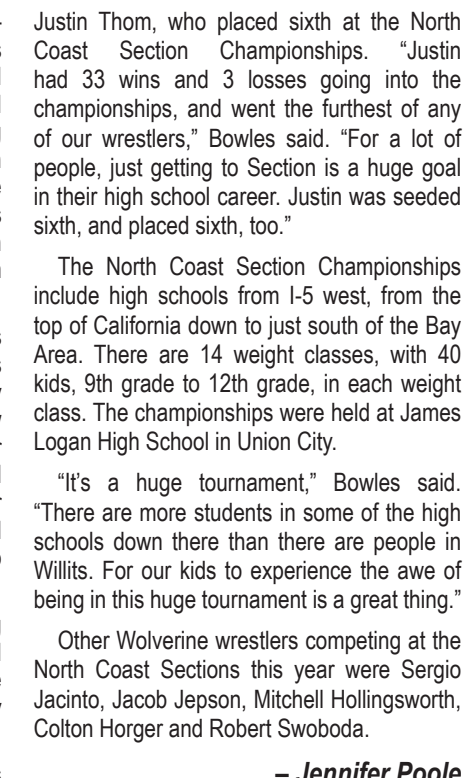 Justin Thom, who placed sixth at the North
Coast Section Championships. “Justin
had 33 wins and 3 losses going into the
championships, and went the furthest of any
of our wrestlers,” Bowles said. “For a lot of
people, just getting to Section is a huge goal
in their high school career. Justin was seeded
sixth, and placed sixth, too.”
The North Coast Section Championships
include high schools from I-5 west, from the
top of California down to just south of the Bay
Area. There are 14 weight classes, with 40
kids, 9th grade to 12th grade, in each weight
class. The championships were held at James
Logan High School in Union City.
“It’s a huge tournament,” Bowles said.
“There are more students in some of the high
schools down there than there are people in
Willits. For our kids to experience the awe of
being in this huge tournament is a great thing.”
Other Wolverine wrestlers competing at the
North Coast Sections this year were Sergio
Jacinto, Jacob Jepson, Mitchell Hollingsworth,
Colton Horger and Robert Swoboda.
– Jennifer Poole